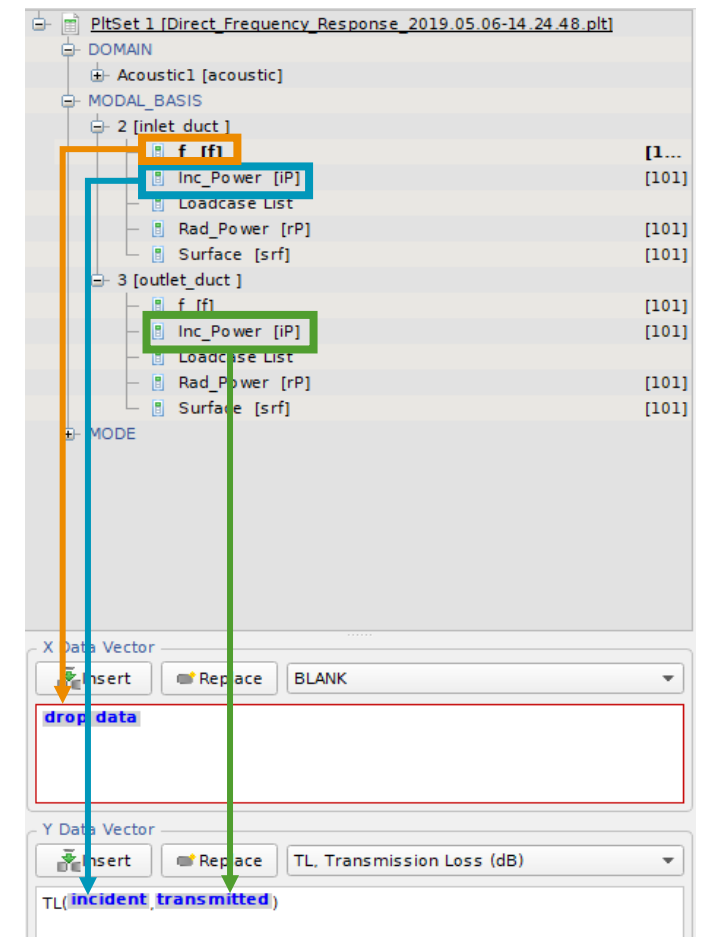 PltSet 1 [Direct_Frequency_Response_2019.05.06-14.24.48.plt]
DOMAIN
Acoustic1 [acoustic]
MODAL_BASIS
2 [inlet_duct ]
f [f] [1...
Inc_Power [iP] [101]
Loadcase List
Rad_Power [rP] [101]
Surface [srf] [101]
3 [outlet_duct ]
f [f] [101]
Inc_Power [iP] [101]
Loadcase List
Rad_Power [rP] [101]
Surface [srf] [101]
MODE
X Data Vector
Insert Replace BLANK
drop data
Y Data Vector
Insert Replace TL, Transmission Loss (dB)
TL(incident,transmitted)